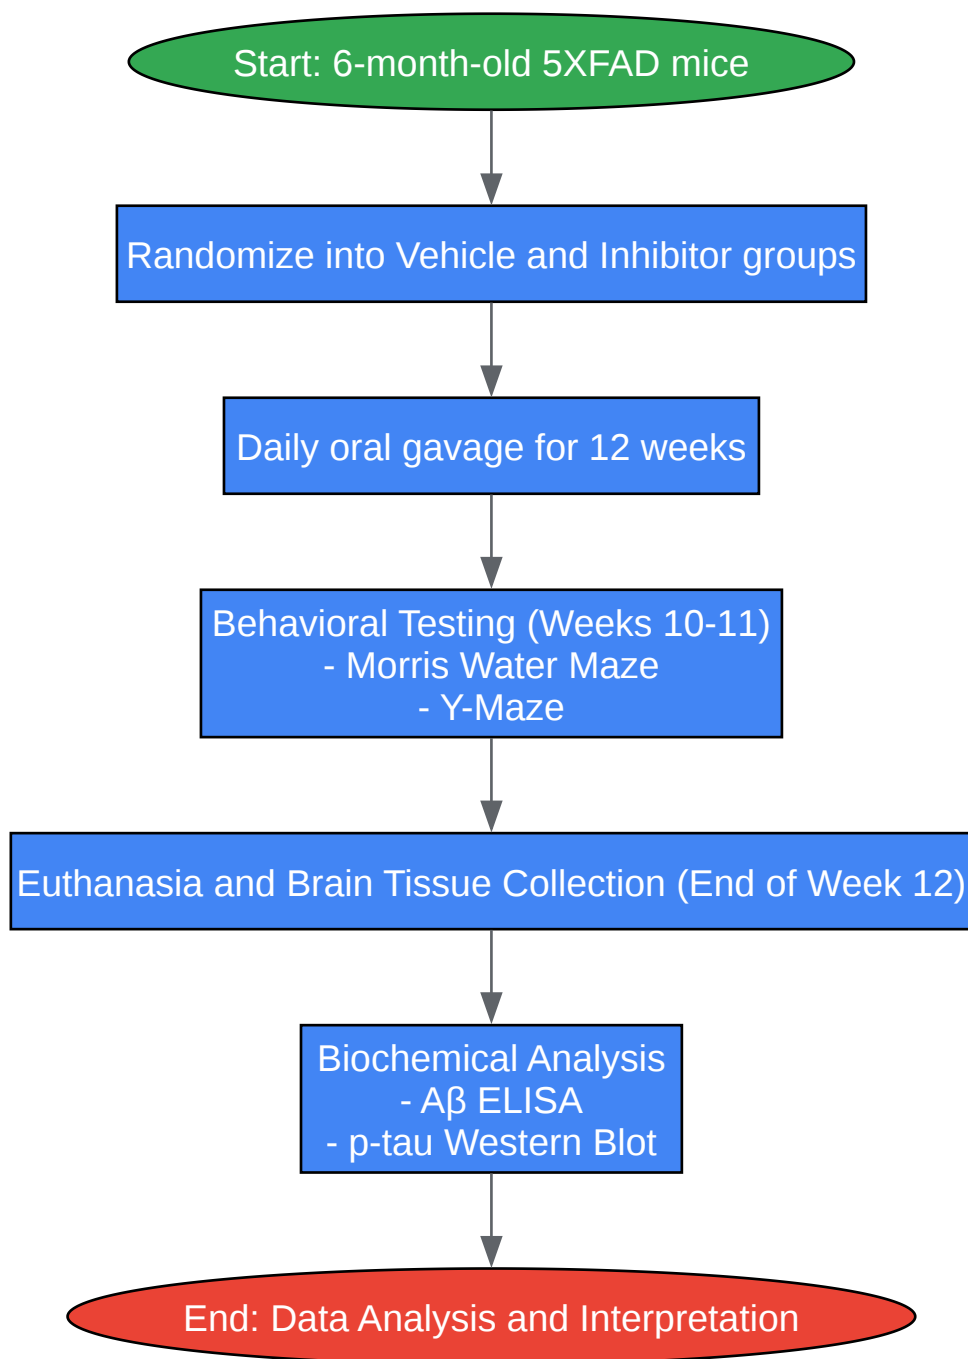 Start: 6-month-old 5XFAD mice
Randomize into Vehicle and Inhibitor groups
Daily oral gavage for 12 weeks
Behavioral Testing (Weeks 10-11)
- Morris Water Maze
- Y-Maze
Euthanasia and Brain Tissue Collection (End of Week 12)
Biochemical Analysis
- Aβ ELISA
- p-tau Western Blot
End: Data Analysis and Interpretation